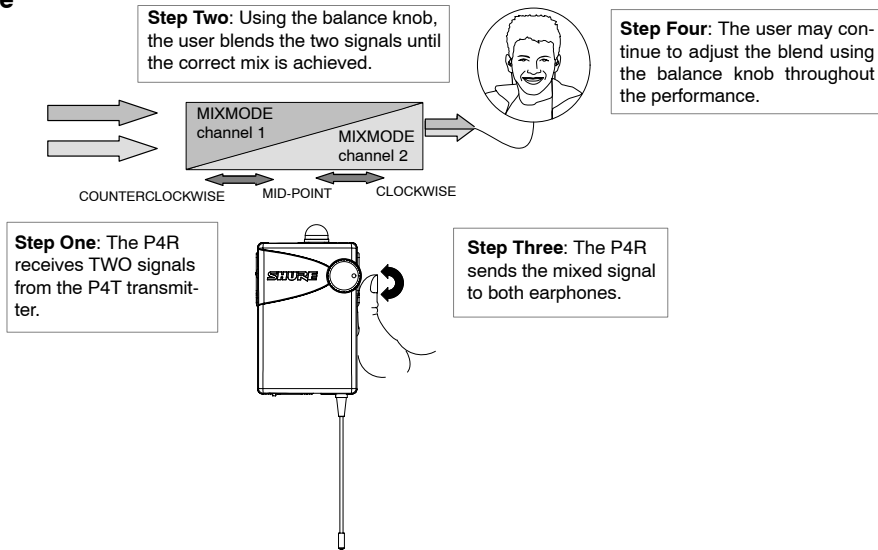 e
Step Two: Using the balance knob,
the user blends the two signals until
the correct mix is achieved.
Step Four: The user may con-
tinue to adjust the blend using
the balance knob throughout
the performance.
MIXMODE
channel 1
MIXMODE
channel 2
COUNTERCLOCKWISE
MID-POINT
CLOCKWISE
Step One: The P4R
receives TWO signals
from the P4T transmit-
ter.
SHURE
Step Three: The P4R
sends the mixed signal
to both earphones.